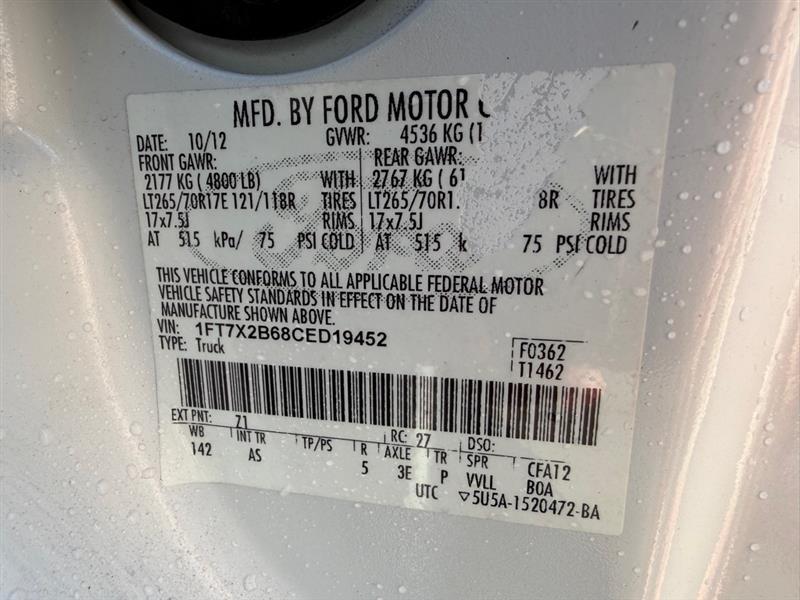 MFD. BY FORD MOTOR
DATE: 10/12 GVWR: 4536 KG (1
FRONT GAWR: REAR GAWR:
2177 KG ( 4800 LB) WITH 2767 KG ( 61 WITH
LT265/70R17E 121/118R TIRES LT265/70R1 8R TIRES
17x7.5J RIMS 17x7.5J RIMS
AT 515 kPa/ 75 PSI COLD AT 515 k 75 PSI COLD
THIS VEHICLE CONFORMS TO ALL APPLICABLE FEDERAL MOTOR
VEHICLE SAFETY STANDARDS IN EFFECT ON THE DATE OF
MANUFACTURE SHOWN ABOVE.
VIN: 1FT7X2B68CED19452
TYPE: Truck
F0362
T1462
EXT PNT: 71 RC: 27 DSO:
WB INT TR TP/PS R AXLE TR SPR CFA12
142 AS 5 3E P VVLL BOA
UTC ▽5U5A-1520472-BA